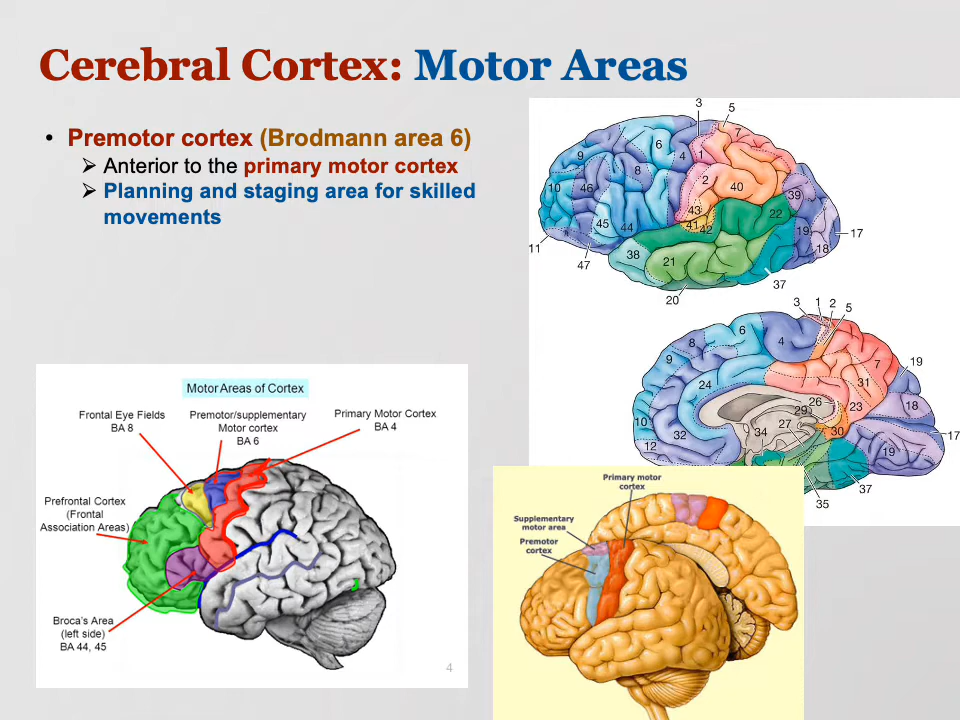 Cerebral Cortex: Motor Areas
• Premotor cortex (Brodmann area 6)
➢ Anterior to the primary motor cortex
➢ Planning and staging area for skilled
movements
3
5
7
6
4
1
9
8
2
40
10
46
39
43
22
45
44
41
42
19
17
18
11
38
47
21
37
20
3
1
2
5
6
8
4
9
7
19
24
31
26
29
23
18
10
27
34
30
17
32
12
19
37
35
Motor Areas of Cortex
Frontal Eye Fields
BA 8
Premotor/supplementary
Motor cortex
BA 6
Primary Motor Cortex
BA 4
Prefrontal Cortex
(Frontal
Association Areas)
Broca's Area
(left side)
BA 44, 45
4
Primary motor
cortex
Supplementary
motor area
Premotor
cortex